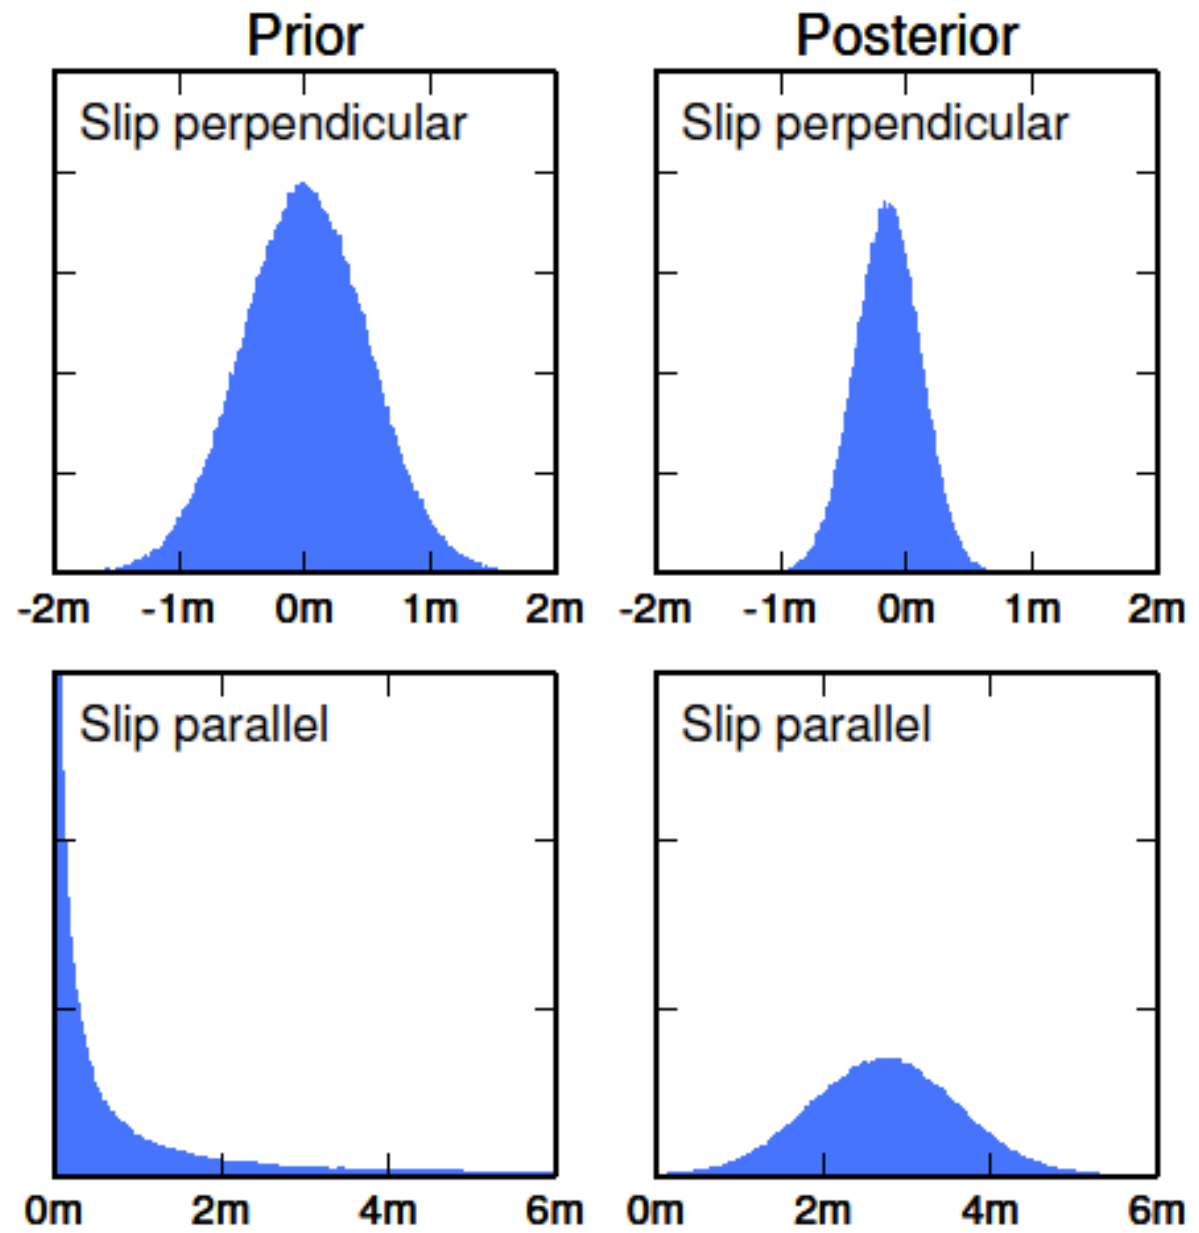 Prior
Posterior
Slip perpendicular
Slip perpendicular
-2m -1m 0m 1m 2m
-2m -1m 0m 1m 2m
Slip parallel
Slip parallel
0m 2m 4m 6m
0m 2m 4m 6m